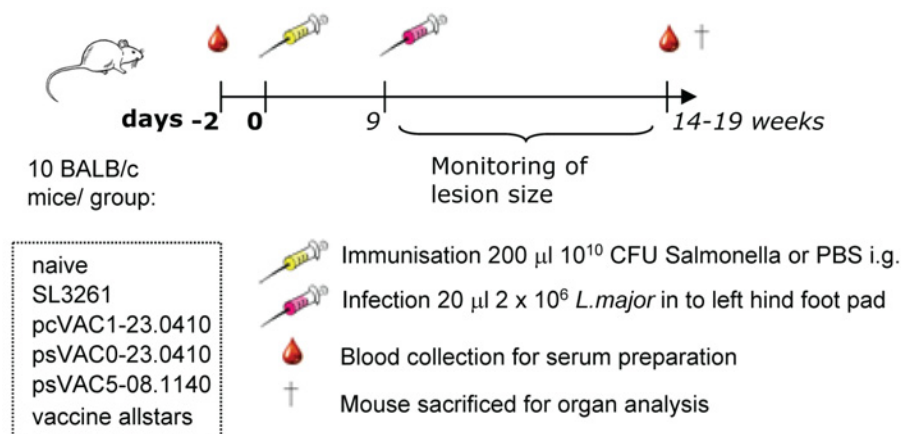 days -2 0 9 14-19 weeks
Monitoring of
lesion size
10 BALB/c
mice/ group:
naive
SL3261
pcVAC1-23.0410
psVAC0-23.0410
psVAC5-08.1140
vaccine allstars
Immunisation 200 μl 10¹⁰ CFU Salmonella or PBS i.g.
Infection 20 μl 2 x 10⁶ L.major in to left hind foot pad
Blood collection for serum preparation
Mouse sacrificed for organ analysis